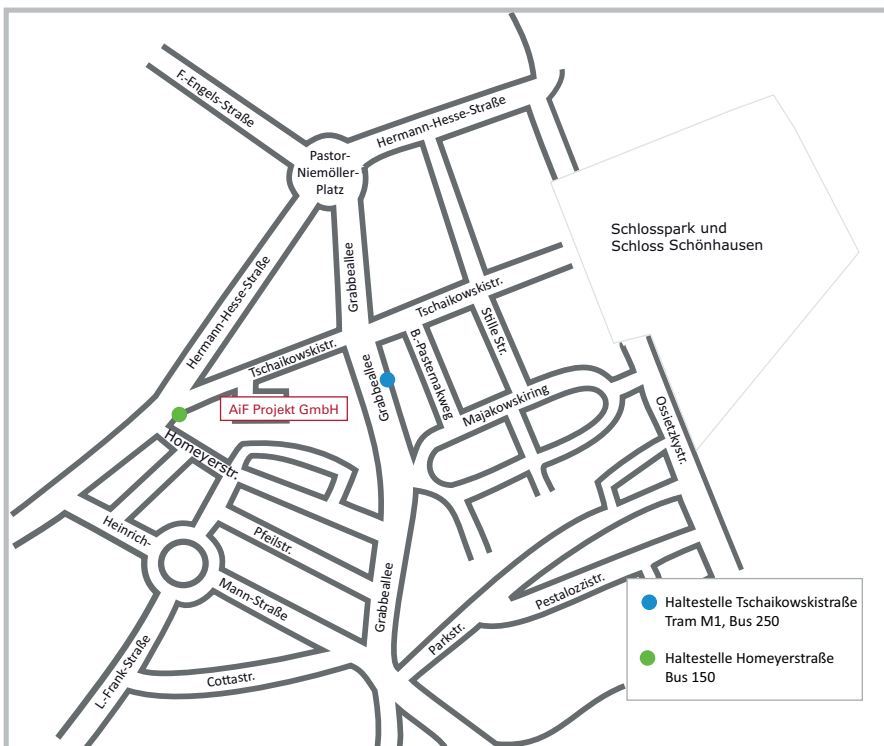 F.-Engels-Straße
Hermann-Hesse-Straße
Pastor-
Niemöller-
Platz
Schlosspark und
Schloss Schönhausen
Hermann-Hesse-Straße
Grabbeallee
Tschaikowskistr.
Tschaikowskistr.
Stille Str.
B.-Pasternakweg
Grabbeallee
Majakowskiring
AiF Projekt GmbH
Ossietzkystr.
Homeyerstr.
Heinrich-
Pfeilstr.
Mann-Straße
Grabbeallee
Pestalozzistr.
Parkstr.
L.-Frank-Straße
Cottastr.
Haltestelle Tschaikowskistraße
Tram M1, Bus 250
Haltestelle Homeyerstraße
Bus 150